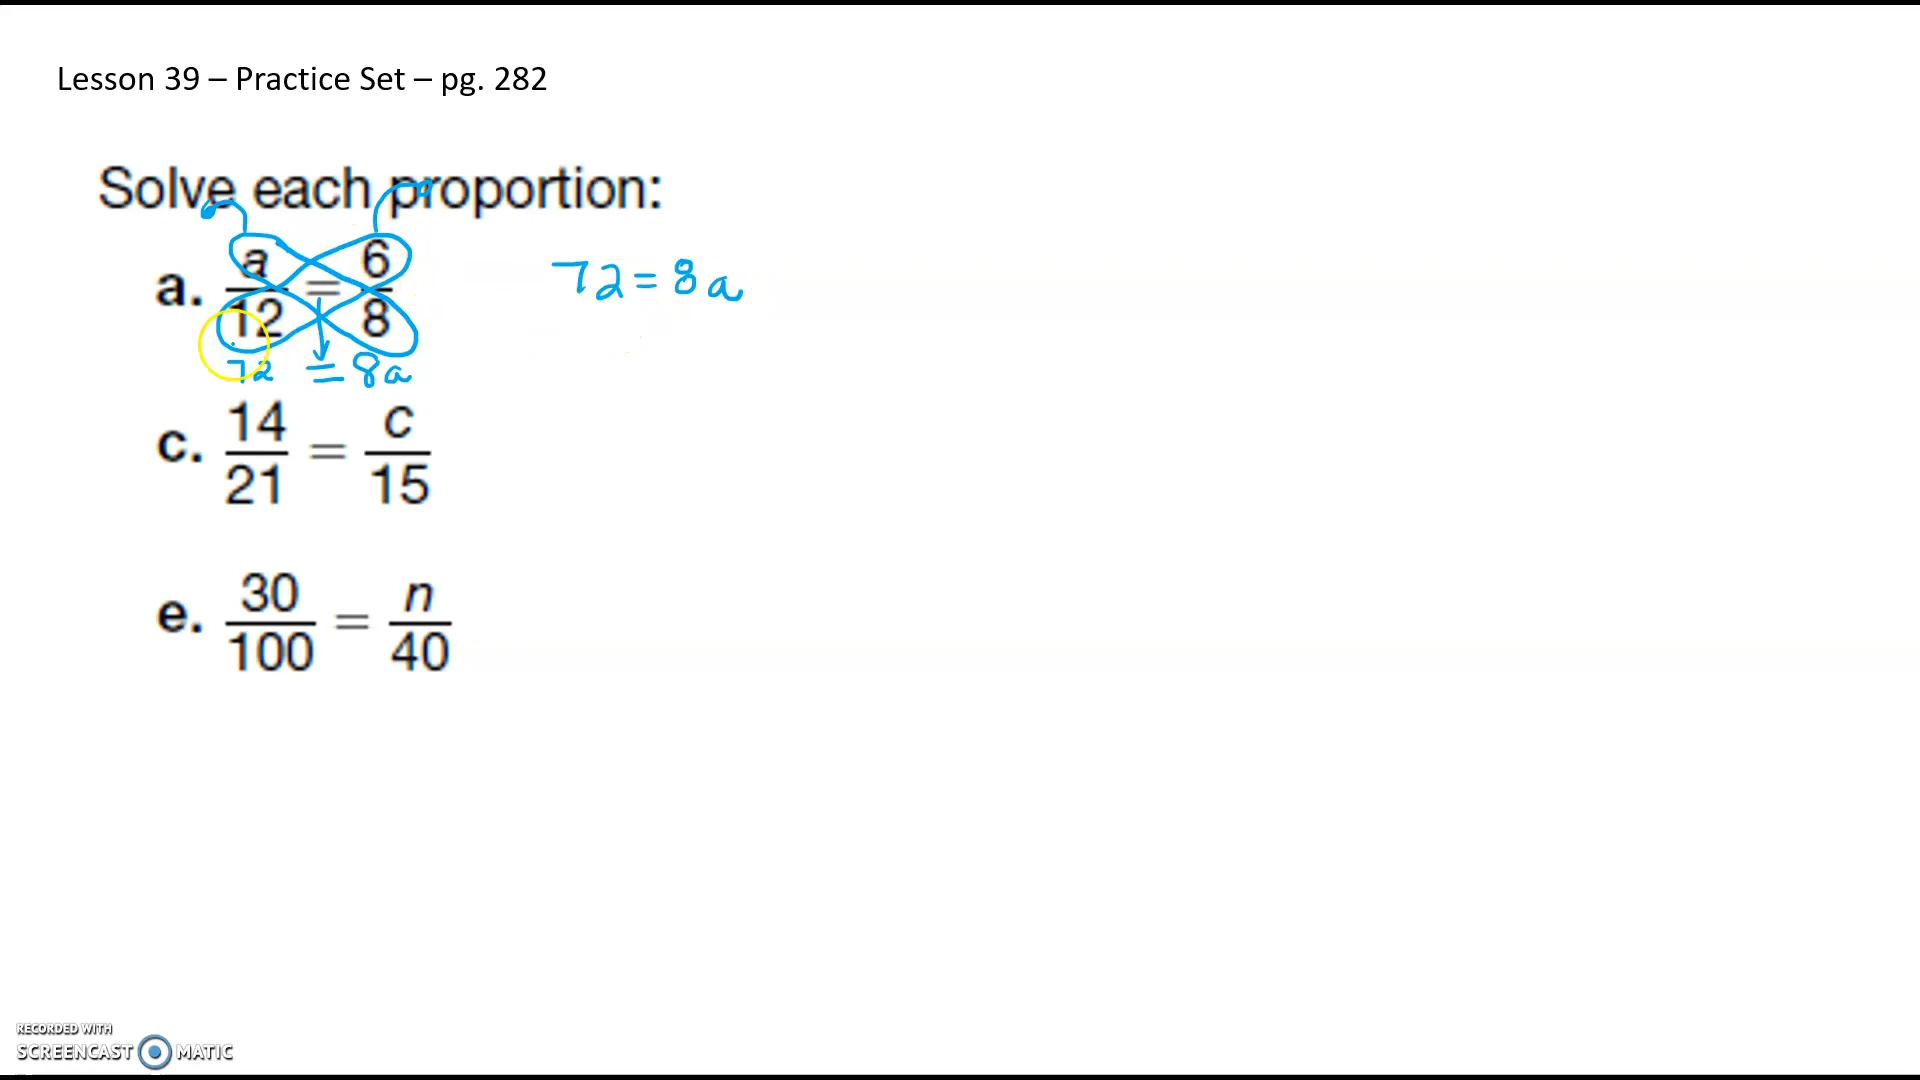 Lesson 39 – Practice Set – pg. 282
Solve each proportion:
a. a/12 = 6/8
72 = 8a
72 = 8a
c. 14/21 = c/15
e. 30/100 = n/40
RECORDED WITH
SCREENCAST MATIC